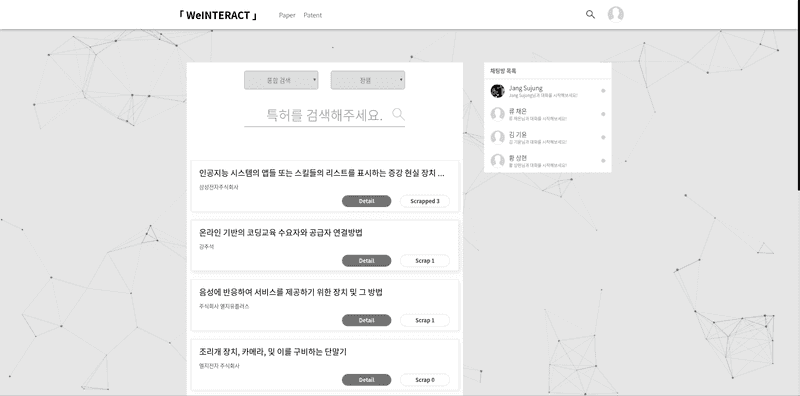 「 WeINTERACT 」
Paper
Patent
통합 검색
정렬
특허를 검색해주세요.
인공지능 시스템의 앱들 또는 스킬들의 리스트를 표시하는 증강 현실 장치 ...
삼성전자주식회사
Detail
Scrapped 3
온라인 기반의 코딩교육 수요자와 공급자 연결방법
강주석
Detail
Scrap 1
음성에 반응하여 서비스를 제공하기 위한 장치 및 그 방법
주식회사 엘지유플러스
Detail
Scrap 1
조리개 장치, 카메라, 및 이를 구비하는 단말기
엘지전자 주식회사
Detail
Scrap 0
채팅방 목록
Jang Sujung
Jang Sujung님과 대화를 시작해보세요!
류 채은
류 채은님과 대화를 시작해보세요!
김 기윤
김 기윤님과 대화를 시작해보세요!
황 상현
황 상현님과 대화를 시작해보세요!